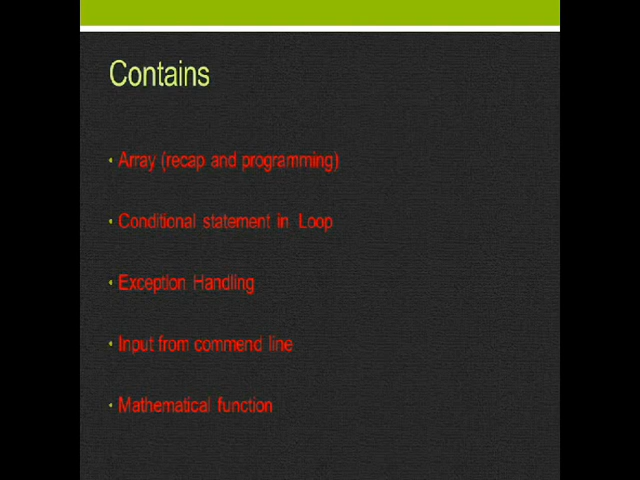 Contains
• Array (recap and programming)
• Conditional statement in Loop
• Exception Handling
• Input from commend line
• Mathematical function